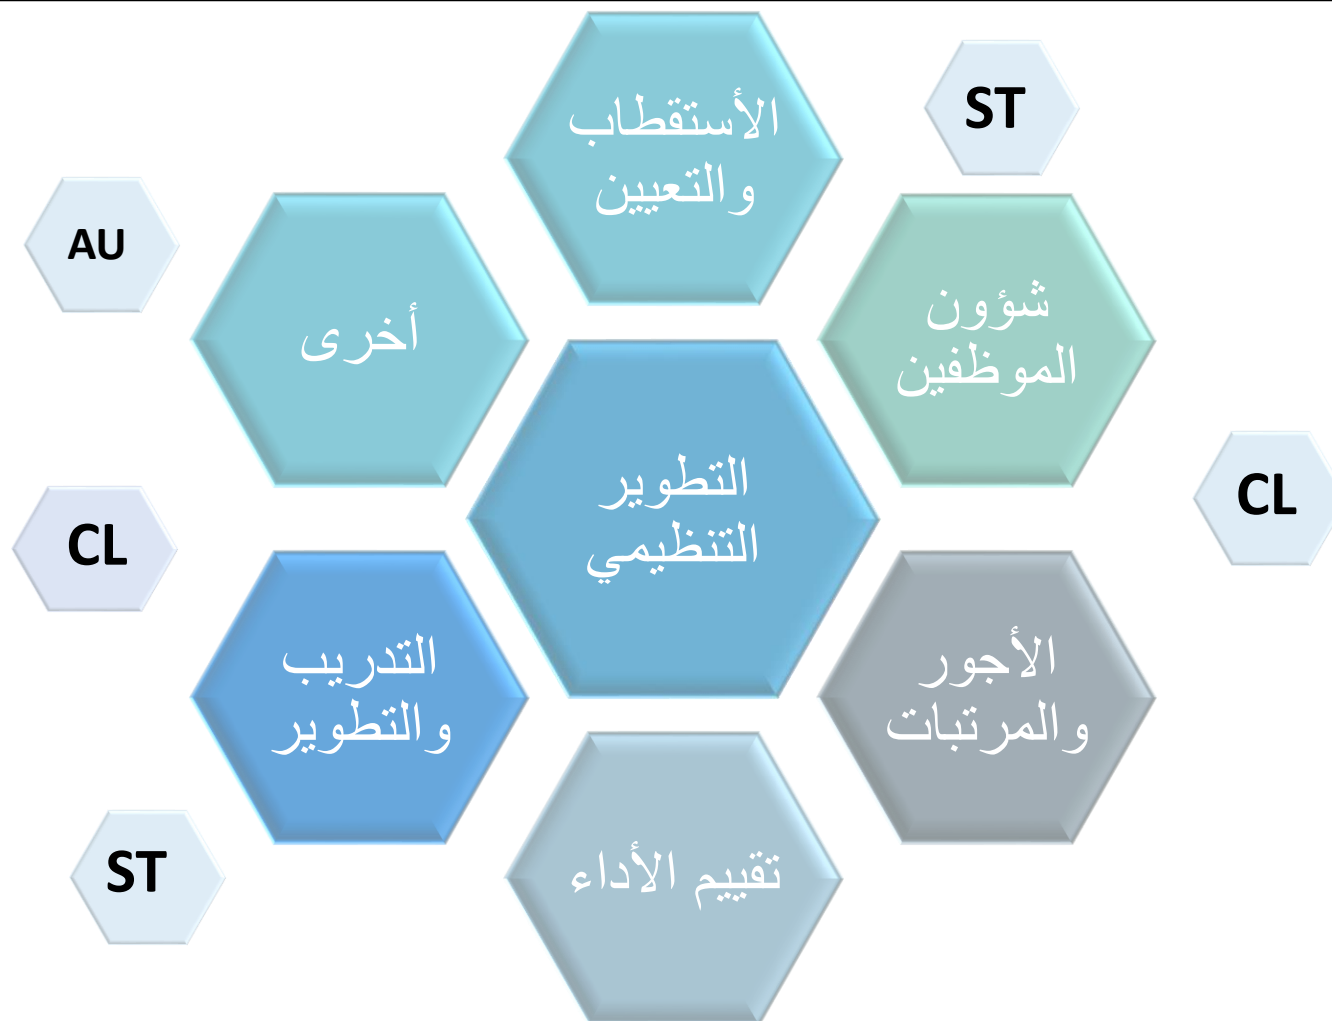 الأستقطاب
والتعيين
ST
AU
أخرى
شؤون
الموظفين
التطوير
التنظيمي
CL
CL
التدريب
والتطوير
الأجور
والمرتبات
تقييم الأداء
ST